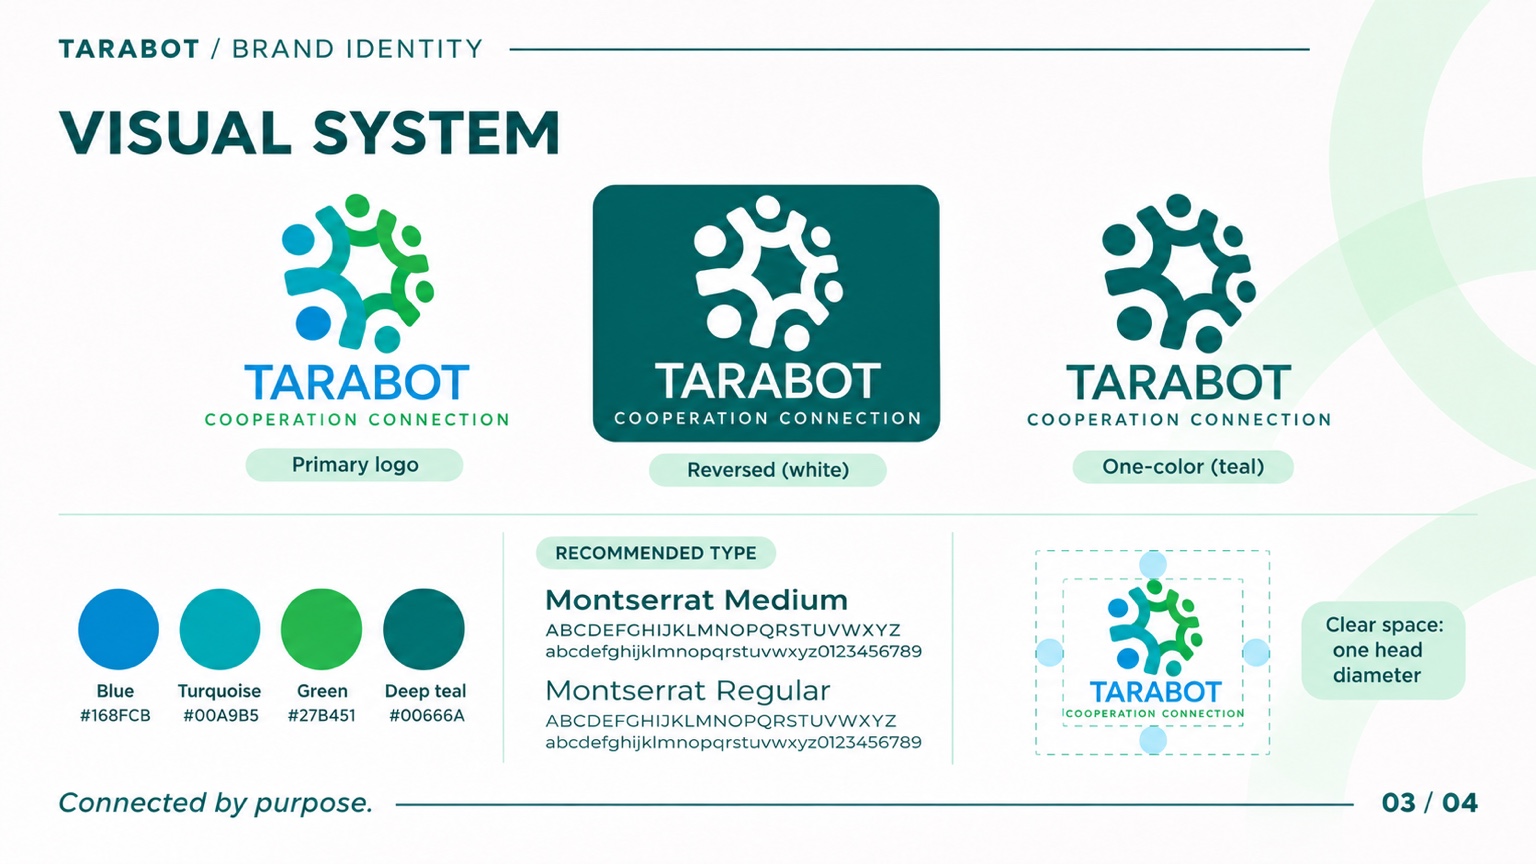 TARABOT / BRAND IDENTITY
VISUAL SYSTEM
TARABOT
COOPERATION CONNECTION
Primary logo
TARABOT
COOPERATION CONNECTION
Reversed (white)
TARABOT
COOPERATION CONNECTION
One-color (teal)
Blue
#168FCB
Turquoise
#00A9B5
Green
#27B451
Deep teal
#00666A
RECOMMENDED TYPE
Montserrat Medium
ABCDEFGHIJKLMNOPQRSTUVWXYZ
abcdefghijklmnopqrstuvwxyz0123456789
Montserrat Regular
ABCDEFGHIJKLMNOPQRSTUVWXYZ
abcdefghijklmnopqrstuvwxyz0123456789
TARABOT
COOPERATION CONNECTION
Clear space:
one head
diameter
Connected by purpose.
03 / 04